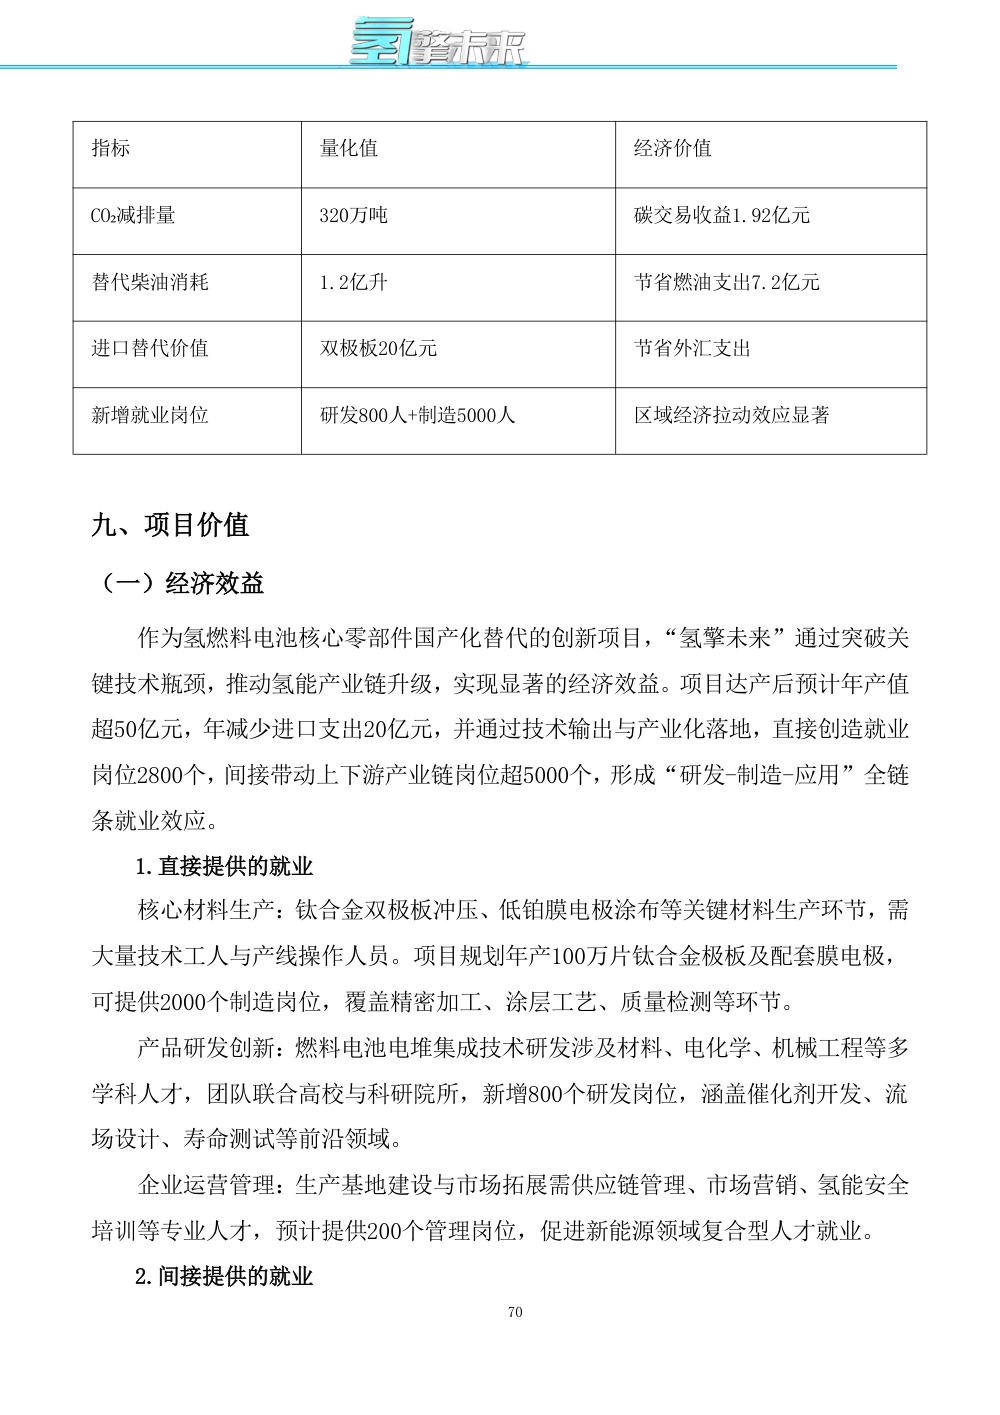 氢擎未来
指标 量化值 经济价值
CO₂减排量 320万吨 碳交易收益1.92亿元
替代柴油消耗 1.2亿升 节省燃油支出7.2亿元
进口替代价值 双极板20亿元 节省外汇支出
新增就业岗位 研发800人+制造5000人 区域经济拉动效应显著
九、项目价值
（一）经济效益
作为氢燃料电池核心零部件国产化替代的创新项目，“氢擎未来”通过突破关
键技术瓶颈，推动氢能产业链升级，实现显著的经济效益。项目达产后预计年产值
超50亿元，年减少进口支出20亿元，并通过技术输出与产业化落地，直接创造就业
岗位2800个，间接带动上下游产业链岗位超5000个，形成“研发-制造-应用”全链
条就业效应。
1.直接提供的就业
核心材料生产：钛合金双极板冲压、低铂膜电极涂布等关键材料生产环节，需
大量技术工人与产线操作人员。项目规划年产100万片钛合金极板及配套膜电极，
可提供2000个制造岗位，覆盖精密加工、涂层工艺、质量检测等环节。
产品研发创新：燃料电池电堆集成技术研发涉及材料、电化学、机械工程等多
学科人才，团队联合高校与科研院所，新增800个研发岗位，涵盖催化剂开发、流
场设计、寿命测试等前沿领域。
企业运营管理：生产基地建设与市场拓展需供应链管理、市场营销、氢能安全
培训等专业人才，预计提供200个管理岗位，促进新能源领域复合型人才就业。
2.间接提供的就业
70